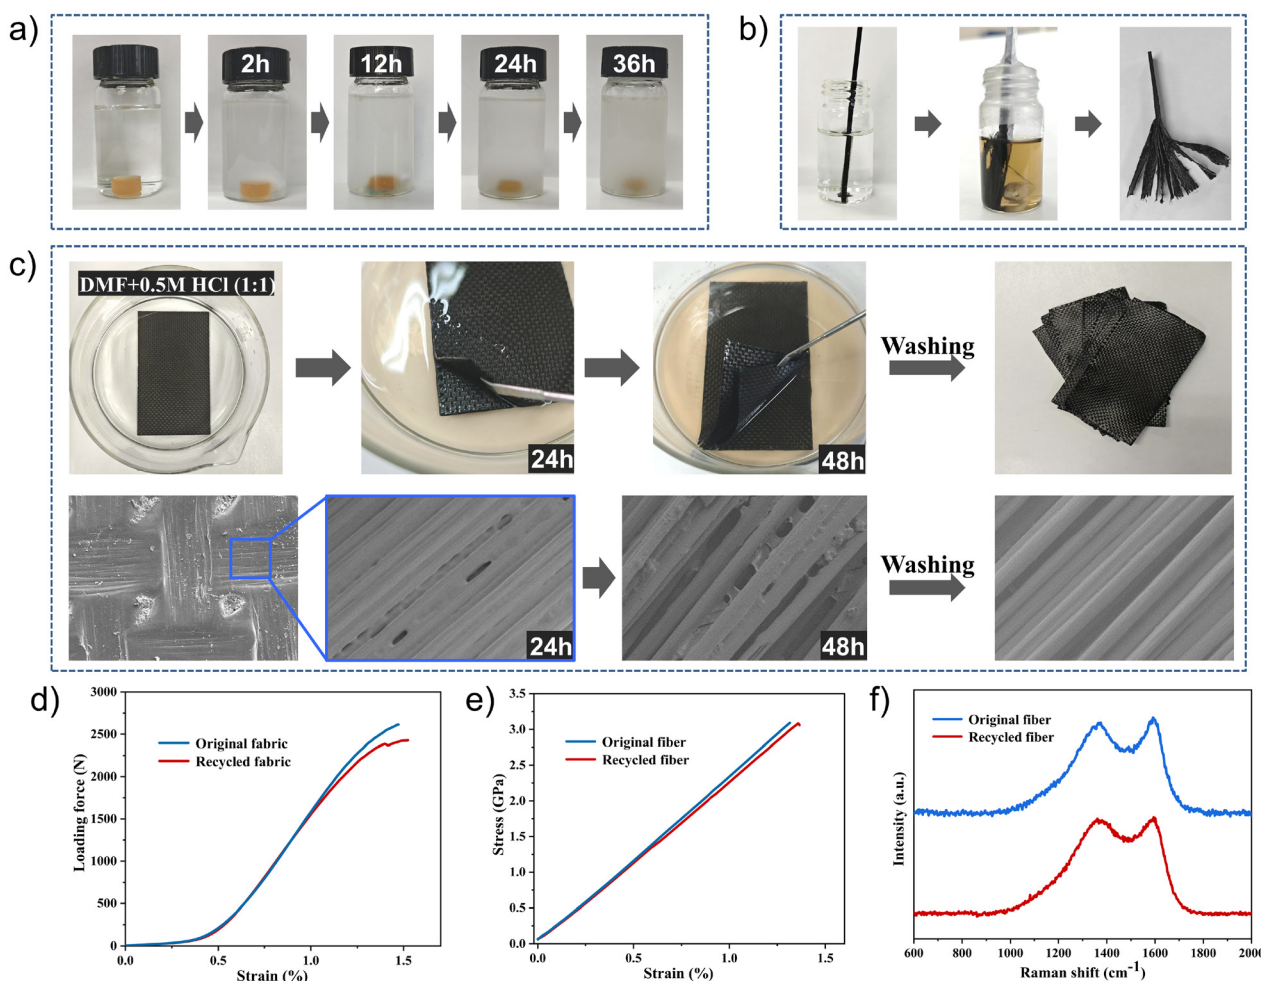 a)
2h
12h
24h
36h
b)
c)
DMF+0.5M HCl (1:1)
24h
48h
Washing
24h
48h
Washing
d)
3000
2500
2000
1500
1000
500
0
0.0
0.5
1.0
1.5
Loading force (N)
Strain (%)
Original fabric
Recycled fabric
e)
3.5
3.0
2.5
2.0
1.5
1.0
0.5
0.0
0.0
0.5
1.0
1.5
Stress (GPa)
Strain (%)
Original fiber
Recycled fiber
f)
Original fiber
Recycled fiber
Intensity (a.u.)
600
800
1000
1200
1400
1600
1800
2000
Raman shift (cm⁻¹)